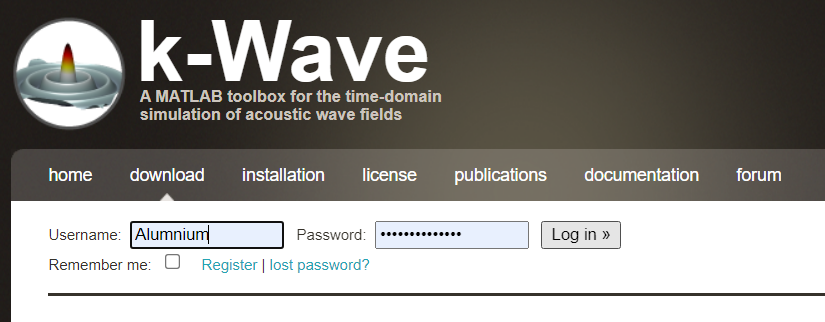 k-Wave
A MATLAB toolbox for the time-domain
simulation of acoustic wave fields
home download installation license publications documentation forum
Username: Alumnium Password: •••••••••••••• Log in »
Remember me: Register | lost password?